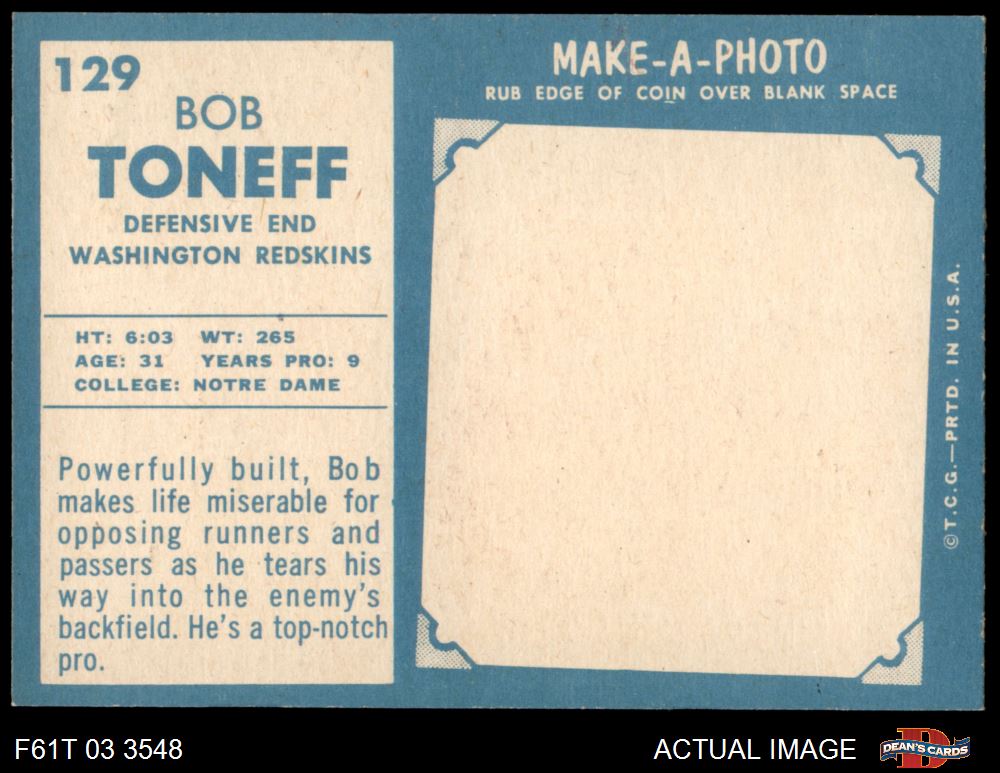 129
BOB
TONEFF
DEFENSIVE END
WASHINGTON REDSKINS
HT: 6:03 WT: 265
AGE: 31 YEARS PRO: 9
COLLEGE: NOTRE DAME
Powerfully built, Bob
makes life miserable for
opposing runners and
passers as he tears his
way into the enemy's
backfield. He's a top-notch
pro.
MAKE-A-PHOTO
RUB EDGE OF COIN OVER BLANK SPACE
©T.C.G.—PRTD. IN U.S.A.
F61T 03 3548
ACTUAL IMAGE
DEAN'S CARDS